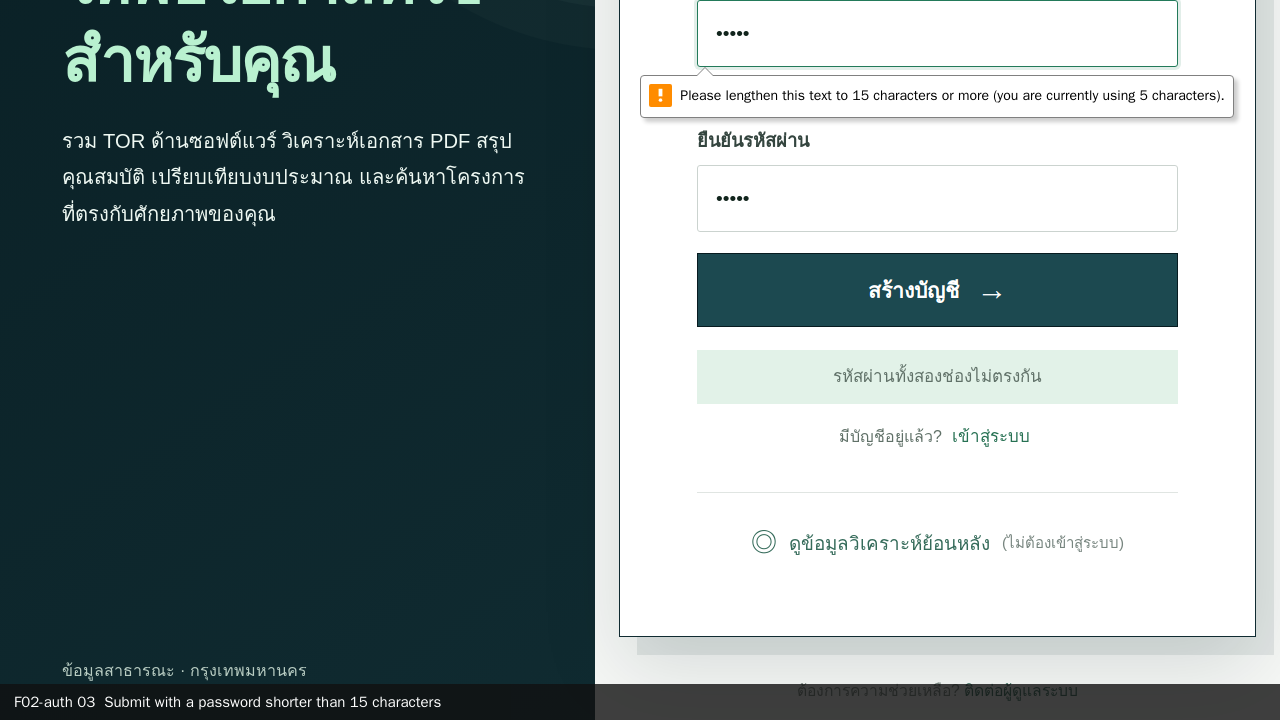 สำหรับคุณ
รวม TOR ด้านซอฟต์แวร์ วิเคราะห์เอกสาร PDF สรุป
คุณสมบัติ เปรียบเทียบงบประมาณ และค้นหาโครงการ
ที่ตรงกับศักยภาพของคุณ
ข้อมูลสาธารณะ · กรุงเทพมหานคร
•••••
Please lengthen this text to 15 characters or more (you are currently using 5 characters).
ยืนยันรหัสผ่าน
•••••
สร้างบัญชี →
รหัสผ่านทั้งสองช่องไม่ตรงกัน
มีบัญชีอยู่แล้ว? เข้าสู่ระบบ
ดูข้อมูลวิเคราะห์ย้อนหลัง (ไม่ต้องเข้าสู่ระบบ)
ต้องการความช่วยเหลือ? ติดต่อผู้ดูแลระบบ
F02-auth 03 Submit with a password shorter than 15 characters